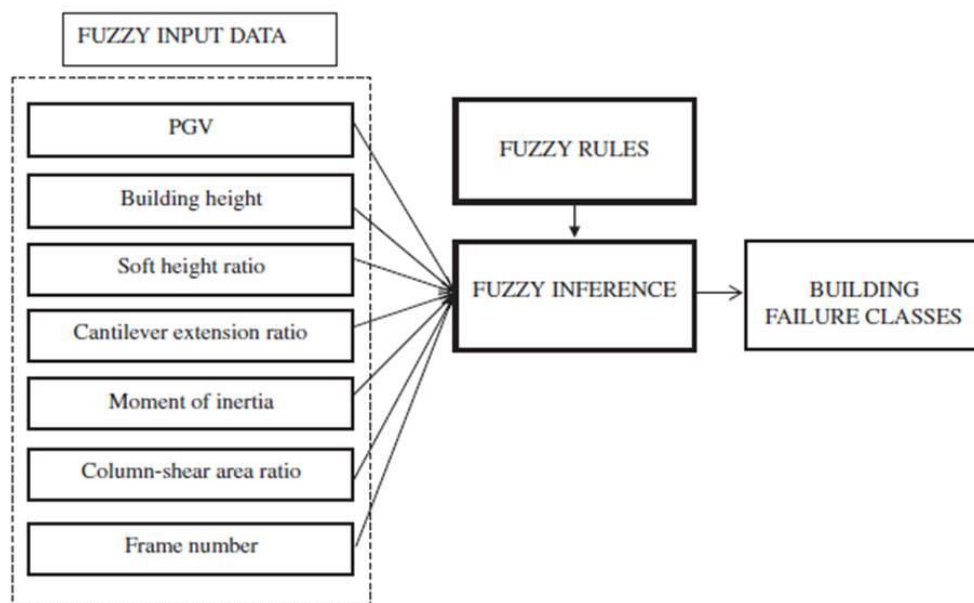 FUZZY INPUT DATA
PGV
Building height
Soft height ratio
Cantilever extension ratio
Moment of inertia
Column-shear area ratio
Frame number
FUZZY RULES
FUZZY INFERENCE
BUILDING
FAILURE CLASSES